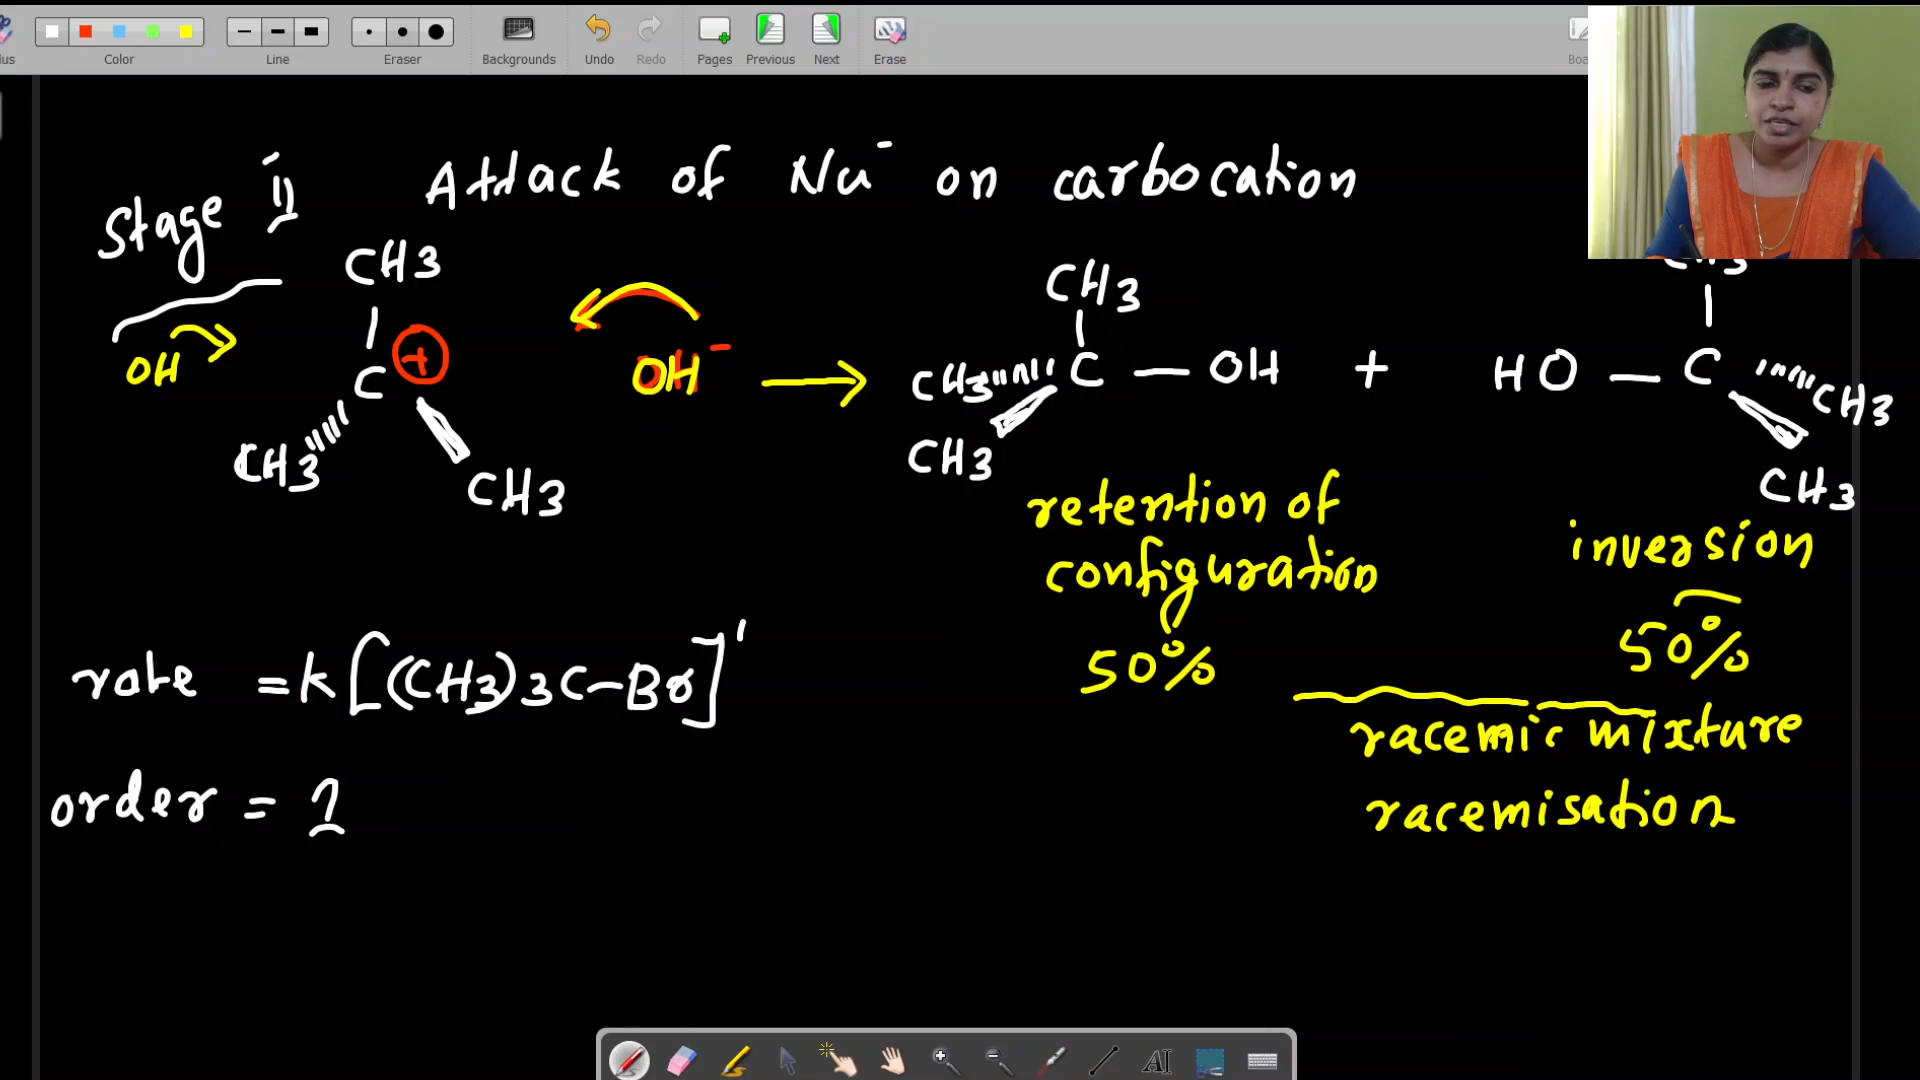 Color
Line
Eraser
Backgrounds
Undo
Redo
Pages
Previous
Next
Erase
Stage II
Attack of Nu⁻ on carbocation
CH3
C +
CH3
CH3
OH
OH⁻
CH3
CH3 C — OH
CH3
+
HO — C
CH3
CH3
retention of
configuration
50%
inversion
50%
racemic mixture
racemisation
rate = k[(CH3)3C–Br]¹
order = 1
AI